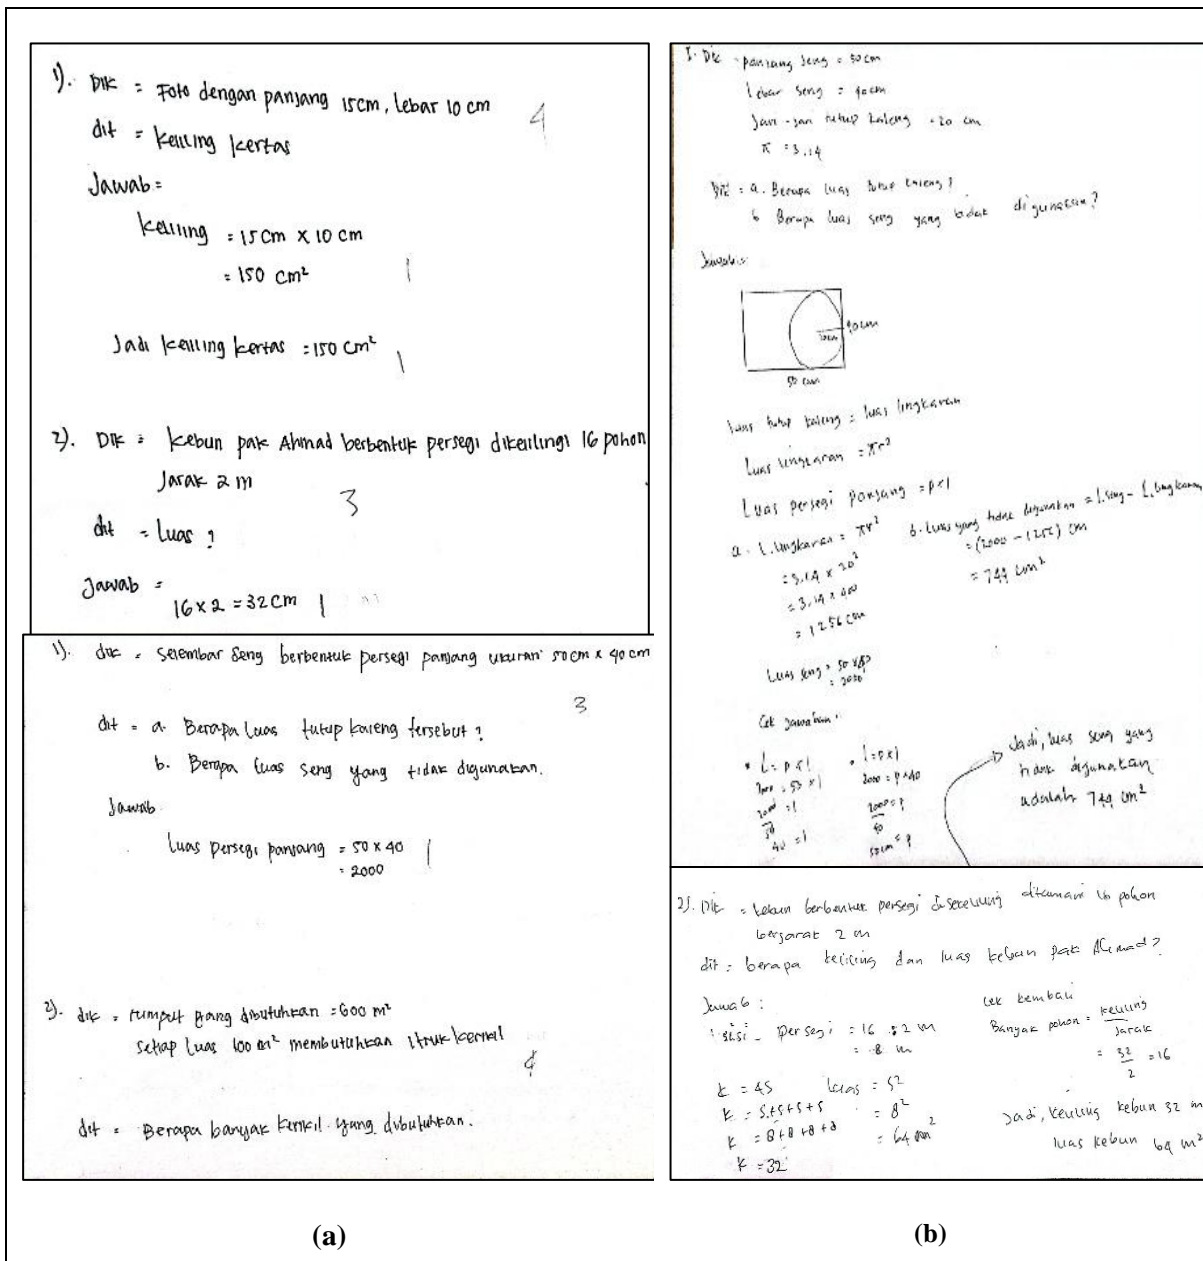 1). Dik = Foto dengan panjang 15cm, lebar 10 cm
4
dit = Keliling kertas
Jawab =
Keliling = 15 cm x 10 cm
= 150 cm²
1
Jadi keliling kertas = 150 cm²
1
2). Dik = Kebun pak Ahmad berbentuk persegi dikelilingi 16 pohon
Jarak 2 m
3
dit = Luas ?
Jawab =
16 x 2 = 32 cm
1
1). dik = selembar seng berbentuk persegi panjang ukuran 50 cm x 40 cm
3
dit = a. Berapa luas tutup kaleng tersebut ?
b. Berapa luas seng yang tidak digunakan.
Jawab
Luas persegi panjang = 50 x 40
= 2000
1
2). dik = rumput yang dibutuhkan = 600 m²
setiap luas 100 m² membutuhkan 1 truk kerikil
4
dit = Berapa banyak kerikil yang dibutuhkan.
(a)
1. Dik = panjang seng = 50 cm
Lebar seng = 40 cm
Jari-jari tutup kaleng = 20 cm
π = 3,14
Dit = a. Berapa luas tutup kaleng ?
b Berapa luas seng yang tidak digunakan ?
Jawab =
40 cm
20cm
50 cm
Luas tutup kaleng = luas lingkaran
Luas lingkaran = πr²
Luas persegi panjang = p x l
a. L. lingkaran = πr²
= 3,14 x 20²
= 3,14 x 400
= 1256 cm
b. Luas yang tidak digunakan = L. seng - L. lingkaran
= (2000 - 1256) cm
= 744 cm²
Luas seng = 50 x
= 2000
Cek jawaban :
• L = p x l
2000 = 50 x l
2000 = l
50
40 = l
• L = p x l
2000 = p x 40
2000 = p
40
50 cm = p
Jadi, luas seng yang
tidak digunakan
adalah 744 cm²
2). Dik = kebun berbentuk persegi disekeliling ditanami 16 pohon
berjarak 2 m
dit = berapa keliling dan luas kebun Pak Ahmad ?
Jawab :
sisi persegi = 16 : 2 m
= 8 m
K = 4s
K = s+s+s+s
K = 8+8+8+8
K = 32
Luas = s²
= 8²
= 64 m²
cek kembali
Banyak pohon = keliling
Jarak
= 32 = 16
2
Jadi, keliling kebun 32 m
luas kebun 64 m²
(b)